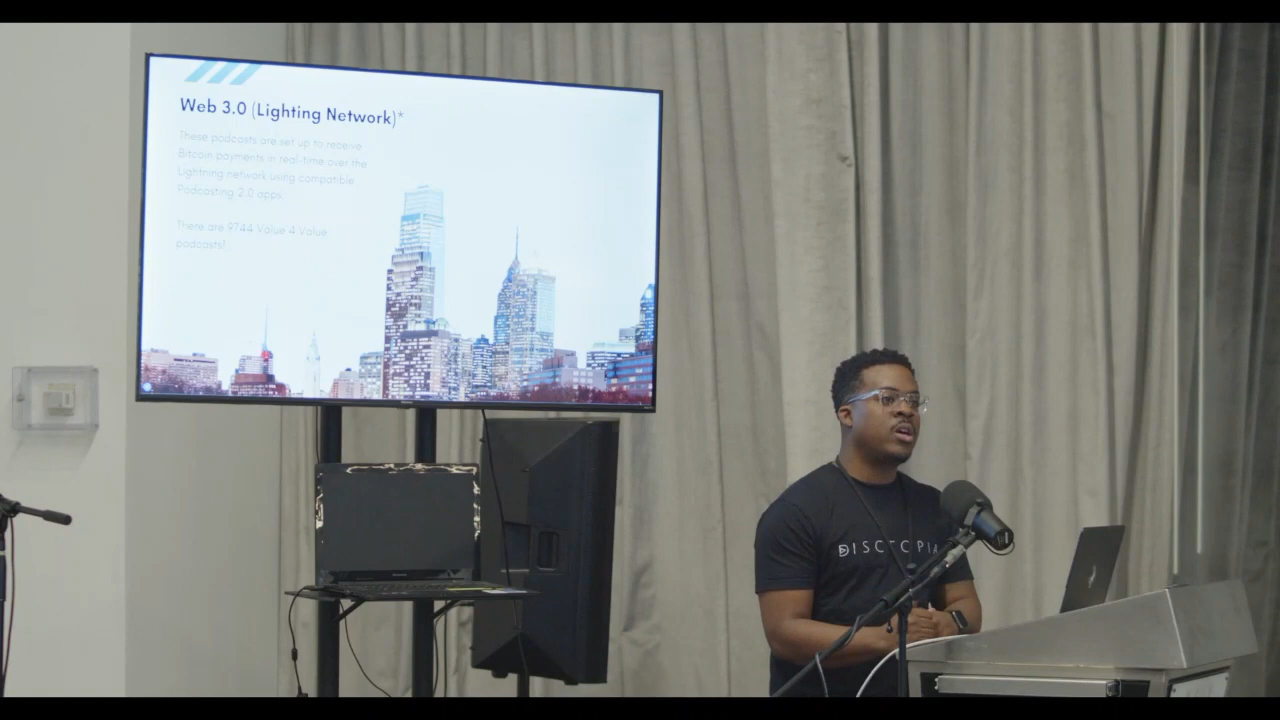 Web 3.0 (Lighting Network)*
These podcasts are set up to receive
Bitcoin payments in real-time over the
Lightning network using compatible
Podcasting 2.0 apps.
There are 9744 Value 4 Value
podcasts!
DISCTOPIA